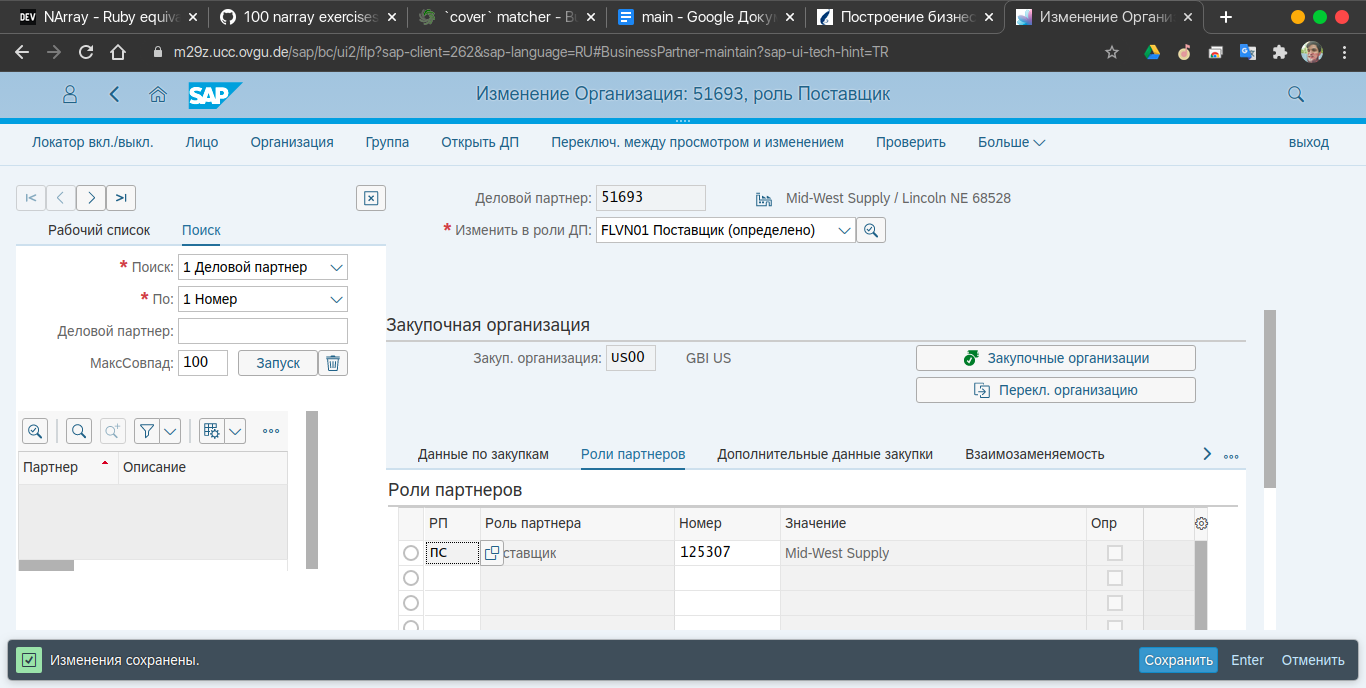 NArray - Ruby equiva
100 narray exercises
`cover` matcher - Bu
main - Google Доку
Построение бизнес
Изменение Органи
m29z.ucc.ovgu.de/sap/bc/ui2/flp?sap-client=262&sap-language=RU#BusinessPartner-maintain?sap-ui-tech-hint=TR
SAP
Изменение Организация: 51693, роль Поставщик
Локатор вкл./выкл. Лицо Организация Группа Открыть ДП Переключ. между просмотром и изменением Проверить Больше выход
Деловой партнер: 51693 Mid-West Supply / Lincoln NE 68528
* Изменить в роли ДП: FLVN01 Поставщик (определено)
Рабочий список Поиск
* Поиск: 1 Деловой партнер
* По: 1 Номер
Деловой партнер:
МаксСовпад: 100 Запуск
Партнер Описание
Закупочная организация
Закуп. организация: US00 GBI US Закупочные организации
Перекл. организацию
Данные по закупкам Роли партнеров Дополнительные данные закупки Взаимозаменяемость
Роли партнеров
РП Роль партнера Номер Значение Опр
ПС ставщик 125307 Mid-West Supply
Изменения сохранены. Сохранить Enter Отменить